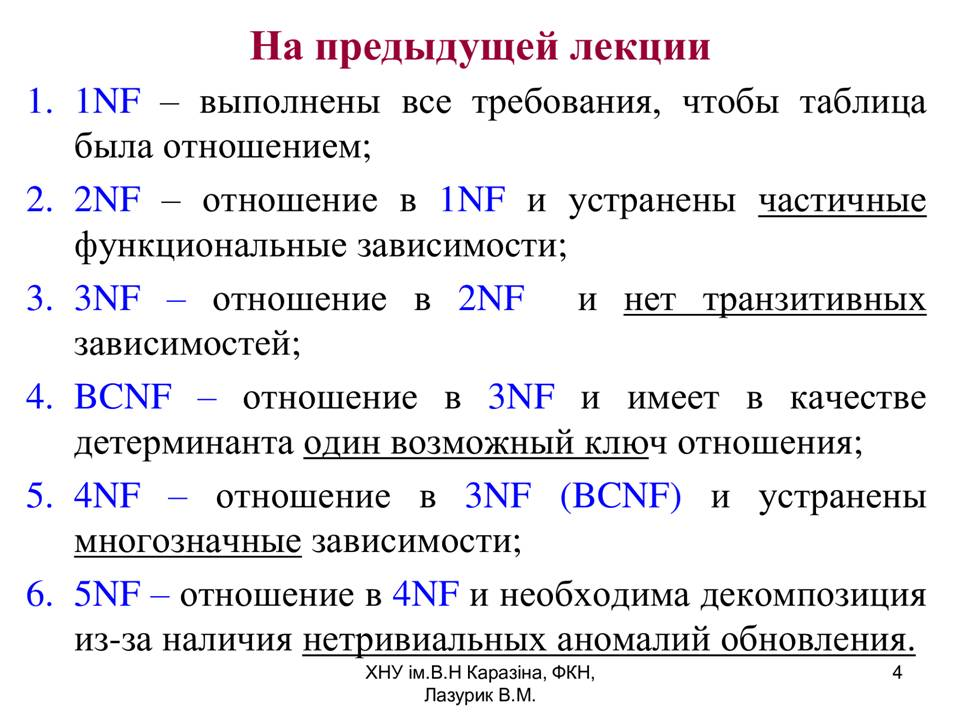 На предыдущей лекции
1. 1NF – выполнены все требования, чтобы таблица
была отношением;
2. 2NF – отношение в 1NF и устранены частичные
функциональные зависимости;
3. 3NF – отношение в 2NF и нет транзитивных
зависимостей;
4. BCNF – отношение в 3NF и имеет в качестве
детерминанта один возможный ключ отношения;
5. 4NF – отношение в 3NF (BCNF) и устранены
многозначные зависимости;
6. 5NF – отношение в 4NF и необходима декомпозиция
из-за наличия нетривиальных аномалий обновления.
ХНУ ім.В.Н Каразіна, ФКН,
Лазурик В.М.
4